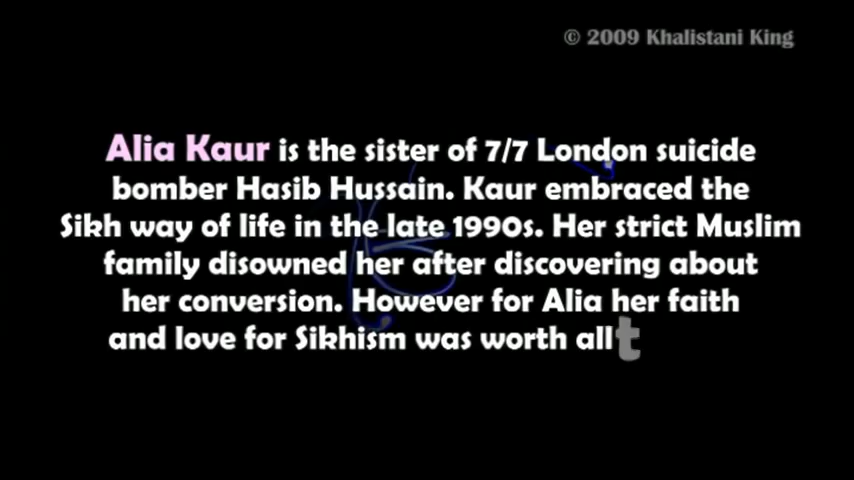 © 2009 Khalistani King
Alia Kaur is the sister of 7/7 London suicide
bomber Hasib Hussain. Kaur embraced the
Sikh way of life in the late 1990s. Her strict Muslim
family disowned her after discovering about
her conversion. However for Alia her faith
and love for Sikhism was worth all t